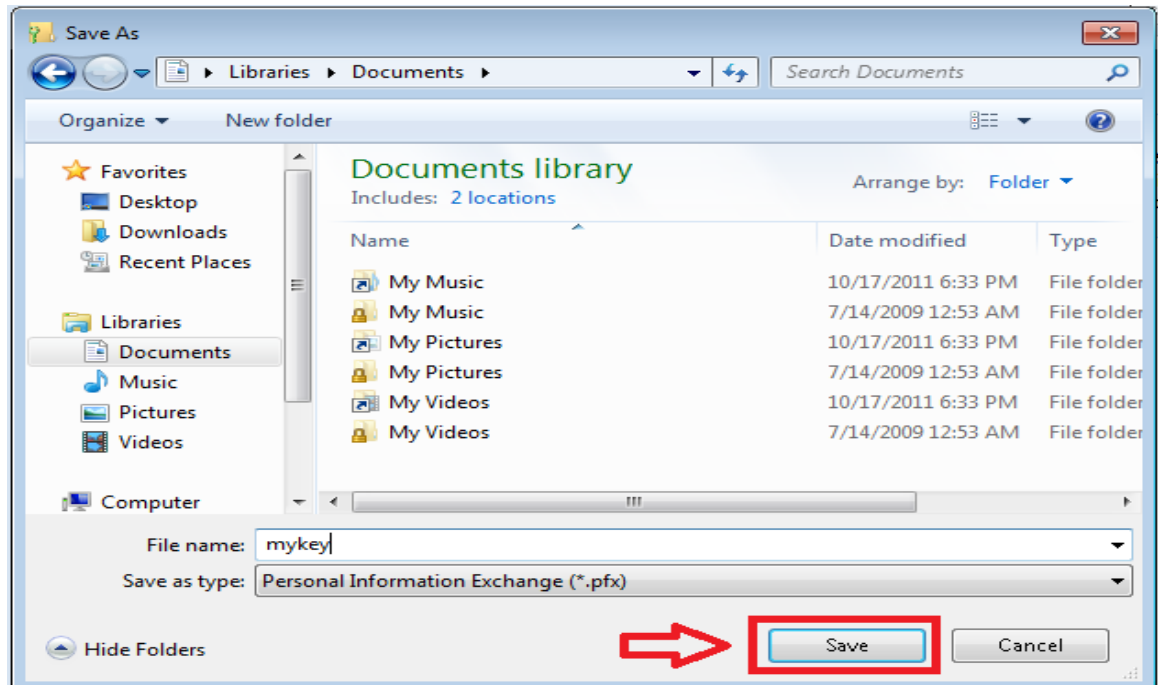 Save As
Libraries Documents
Search Documents
Organize New folder
Favorites
Desktop
Downloads
Recent Places
Libraries
Documents
Music
Pictures
Videos
Computer
Documents library
Includes: 2 locations
Arrange by: Folder
Name Date modified Type
My Music 10/17/2011 6:33 PM File folder
My Music 7/14/2009 12:53 AM File folder
My Pictures 10/17/2011 6:33 PM File folder
My Pictures 7/14/2009 12:53 AM File folder
My Videos 10/17/2011 6:33 PM File folder
My Videos 7/14/2009 12:53 AM File folder
File name: mykey
Save as type: Personal Information Exchange (*.pfx)
Hide Folders
Save Cancel